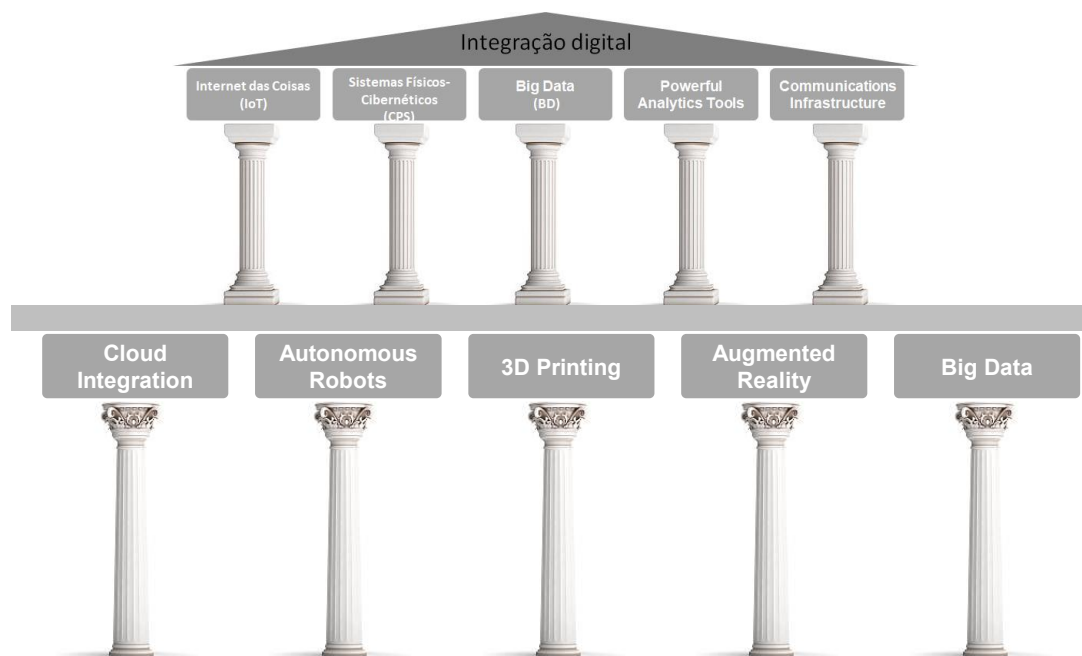 Integração digital
Internet das Coisas
(IoT)
Sistemas Físicos-
Cibernéticos
(CPS)
Big Data
(BD)
Powerful
Analytics Tools
Communications
Infrastructure
Cloud
Integration
Autonomous
Robots
3D Printing
Augmented
Reality
Big Data